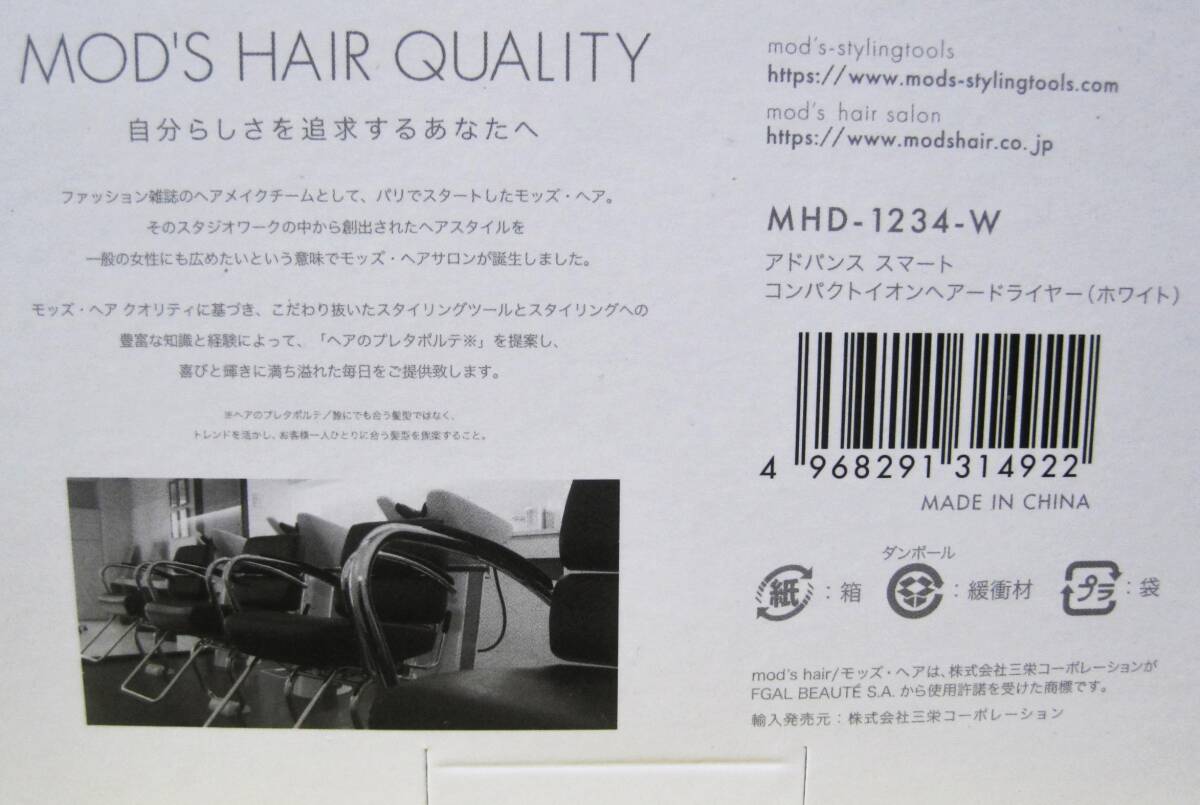 MOD'S HAIR QUALITY
自分らしさを追求するあなたへ
ファッション雑誌のヘアメイクチームとして、パリでスタートしたモッズ・ヘア。
そのスタジオワークの中から創出されたヘアスタイルを
一般の女性にも広めたいという意味でモッズ・ヘアサロンが誕生しました。
モッズ・ヘア クオリティに基づき、こだわり抜いたスタイリングツールとスタイリングへの
豊富な知識と経験によって、「ヘアのプレタポルテ※」を提案し、
喜びと輝きに満ち溢れた毎日をご提供致します。
※ヘアのプレタポルテ/誰にでも合う髪型ではなく、
トレンドを活かし、お客様一人ひとりに合う髪型を提案すること。
mod's-stylingtools
https://www.mods-stylingtools.com
mod's hair salon
https://www.modshair.co.jp
MHD-1234-W
アドバンス スマート
コンパクトイオンヘアードライヤー(ホワイト)
4 968291 314922
MADE IN CHINA
ダンボール
紙:箱 :緩衝材 プラ:袋
mod's hair/モッズ・ヘアは、株式会社三栄コーポレーションが
FGAL BEAUTÉ S.A. から使用許諾を受けた商標です。
輸入発売元:株式会社三栄コーポレーション